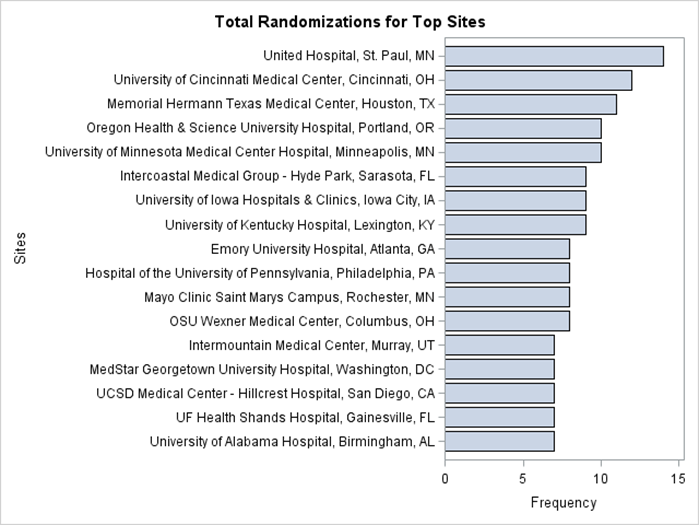 Total Randomizations for Top Sites
United Hospital, St. Paul, MN
University of Cincinnati Medical Center, Cincinnati, OH
Memorial Hermann Texas Medical Center, Houston, TX
Oregon Health & Science University Hospital, Portland, OR
University of Minnesota Medical Center Hospital, Minneapolis, MN
Intercoastal Medical Group - Hyde Park, Sarasota, FL
University of Iowa Hospitals & Clinics, Iowa City, IA
University of Kentucky Hospital, Lexington, KY
Emory University Hospital, Atlanta, GA
Hospital of the University of Pennsylvania, Philadelphia, PA
Mayo Clinic Saint Marys Campus, Rochester, MN
OSU Wexner Medical Center, Columbus, OH
Intermountain Medical Center, Murray, UT
MedStar Georgetown University Hospital, Washington, DC
UCSD Medical Center - Hillcrest Hospital, San Diego, CA
UF Health Shands Hospital, Gainesville, FL
University of Alabama Hospital, Birmingham, AL
Sites
0 5 10 15
Frequency